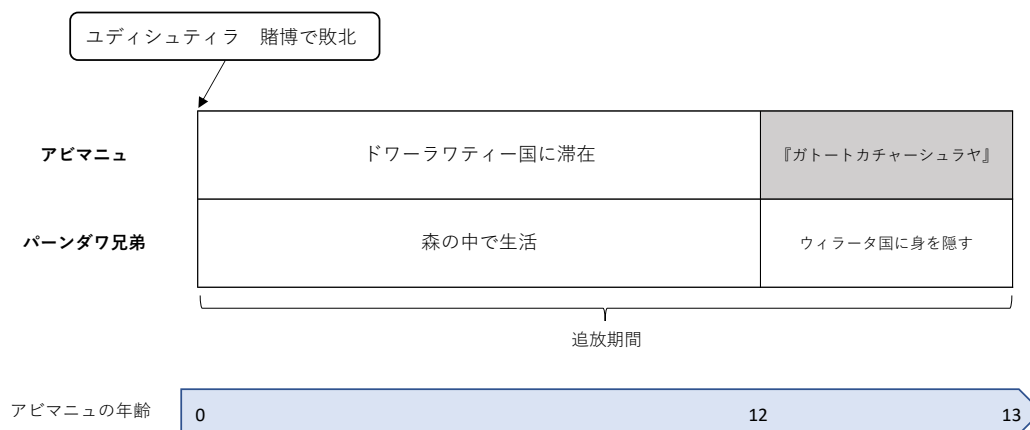 ユディシュティラ　賭博で敗北
アビマニュ
ドワーラワティー国に滞在
『ガトートカチャーシュラヤ』
パーンダワ兄弟
森の中で生活
ウィラータ国に身を隠す
追放期間
アビマニュの年齢
0
12
13